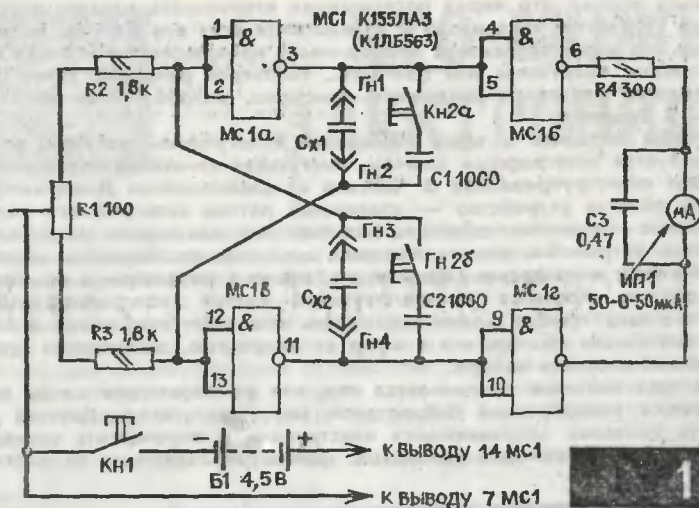 МС1 К155ЛА3
(К1ЛБ563)
1
&
3
2
МС1а
R2 1,8к
Гн1
Сх1
Гн2
Кн2а
С1 1000
4
&
6
5
МС1б
R4 300
R1 100
С3
0,47
мА
ИП1
50-0-50мкА
Гн3
Сх2
Гн4
Гн2б
С2 1000
МС1в
12
&
11
13
R3 1,8к
МС1г
9
&
10
Кн1
-
+
Б1 4,5В
К ВЫВОДУ 14 МС1
К ВЫВОДУ 7 МС1
1